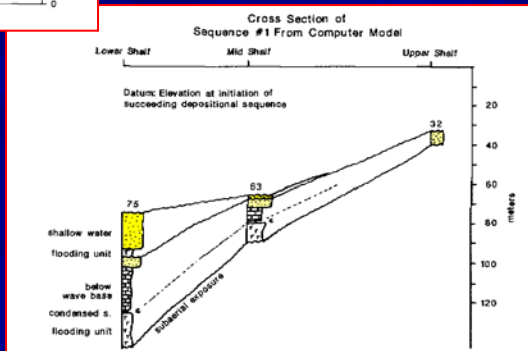 0
Cross Section of
Sequence #1 From Computer Model
Lower Shelf
Mid Shelf
Upper Shelf
Datum: Elevation at initiation of
succeeding depositional sequence
20
32
40
60
63
75
80
shallow water
flooding unit
100
below
wave base
120
condensed s.
flooding unit
subaerial exposure
meters